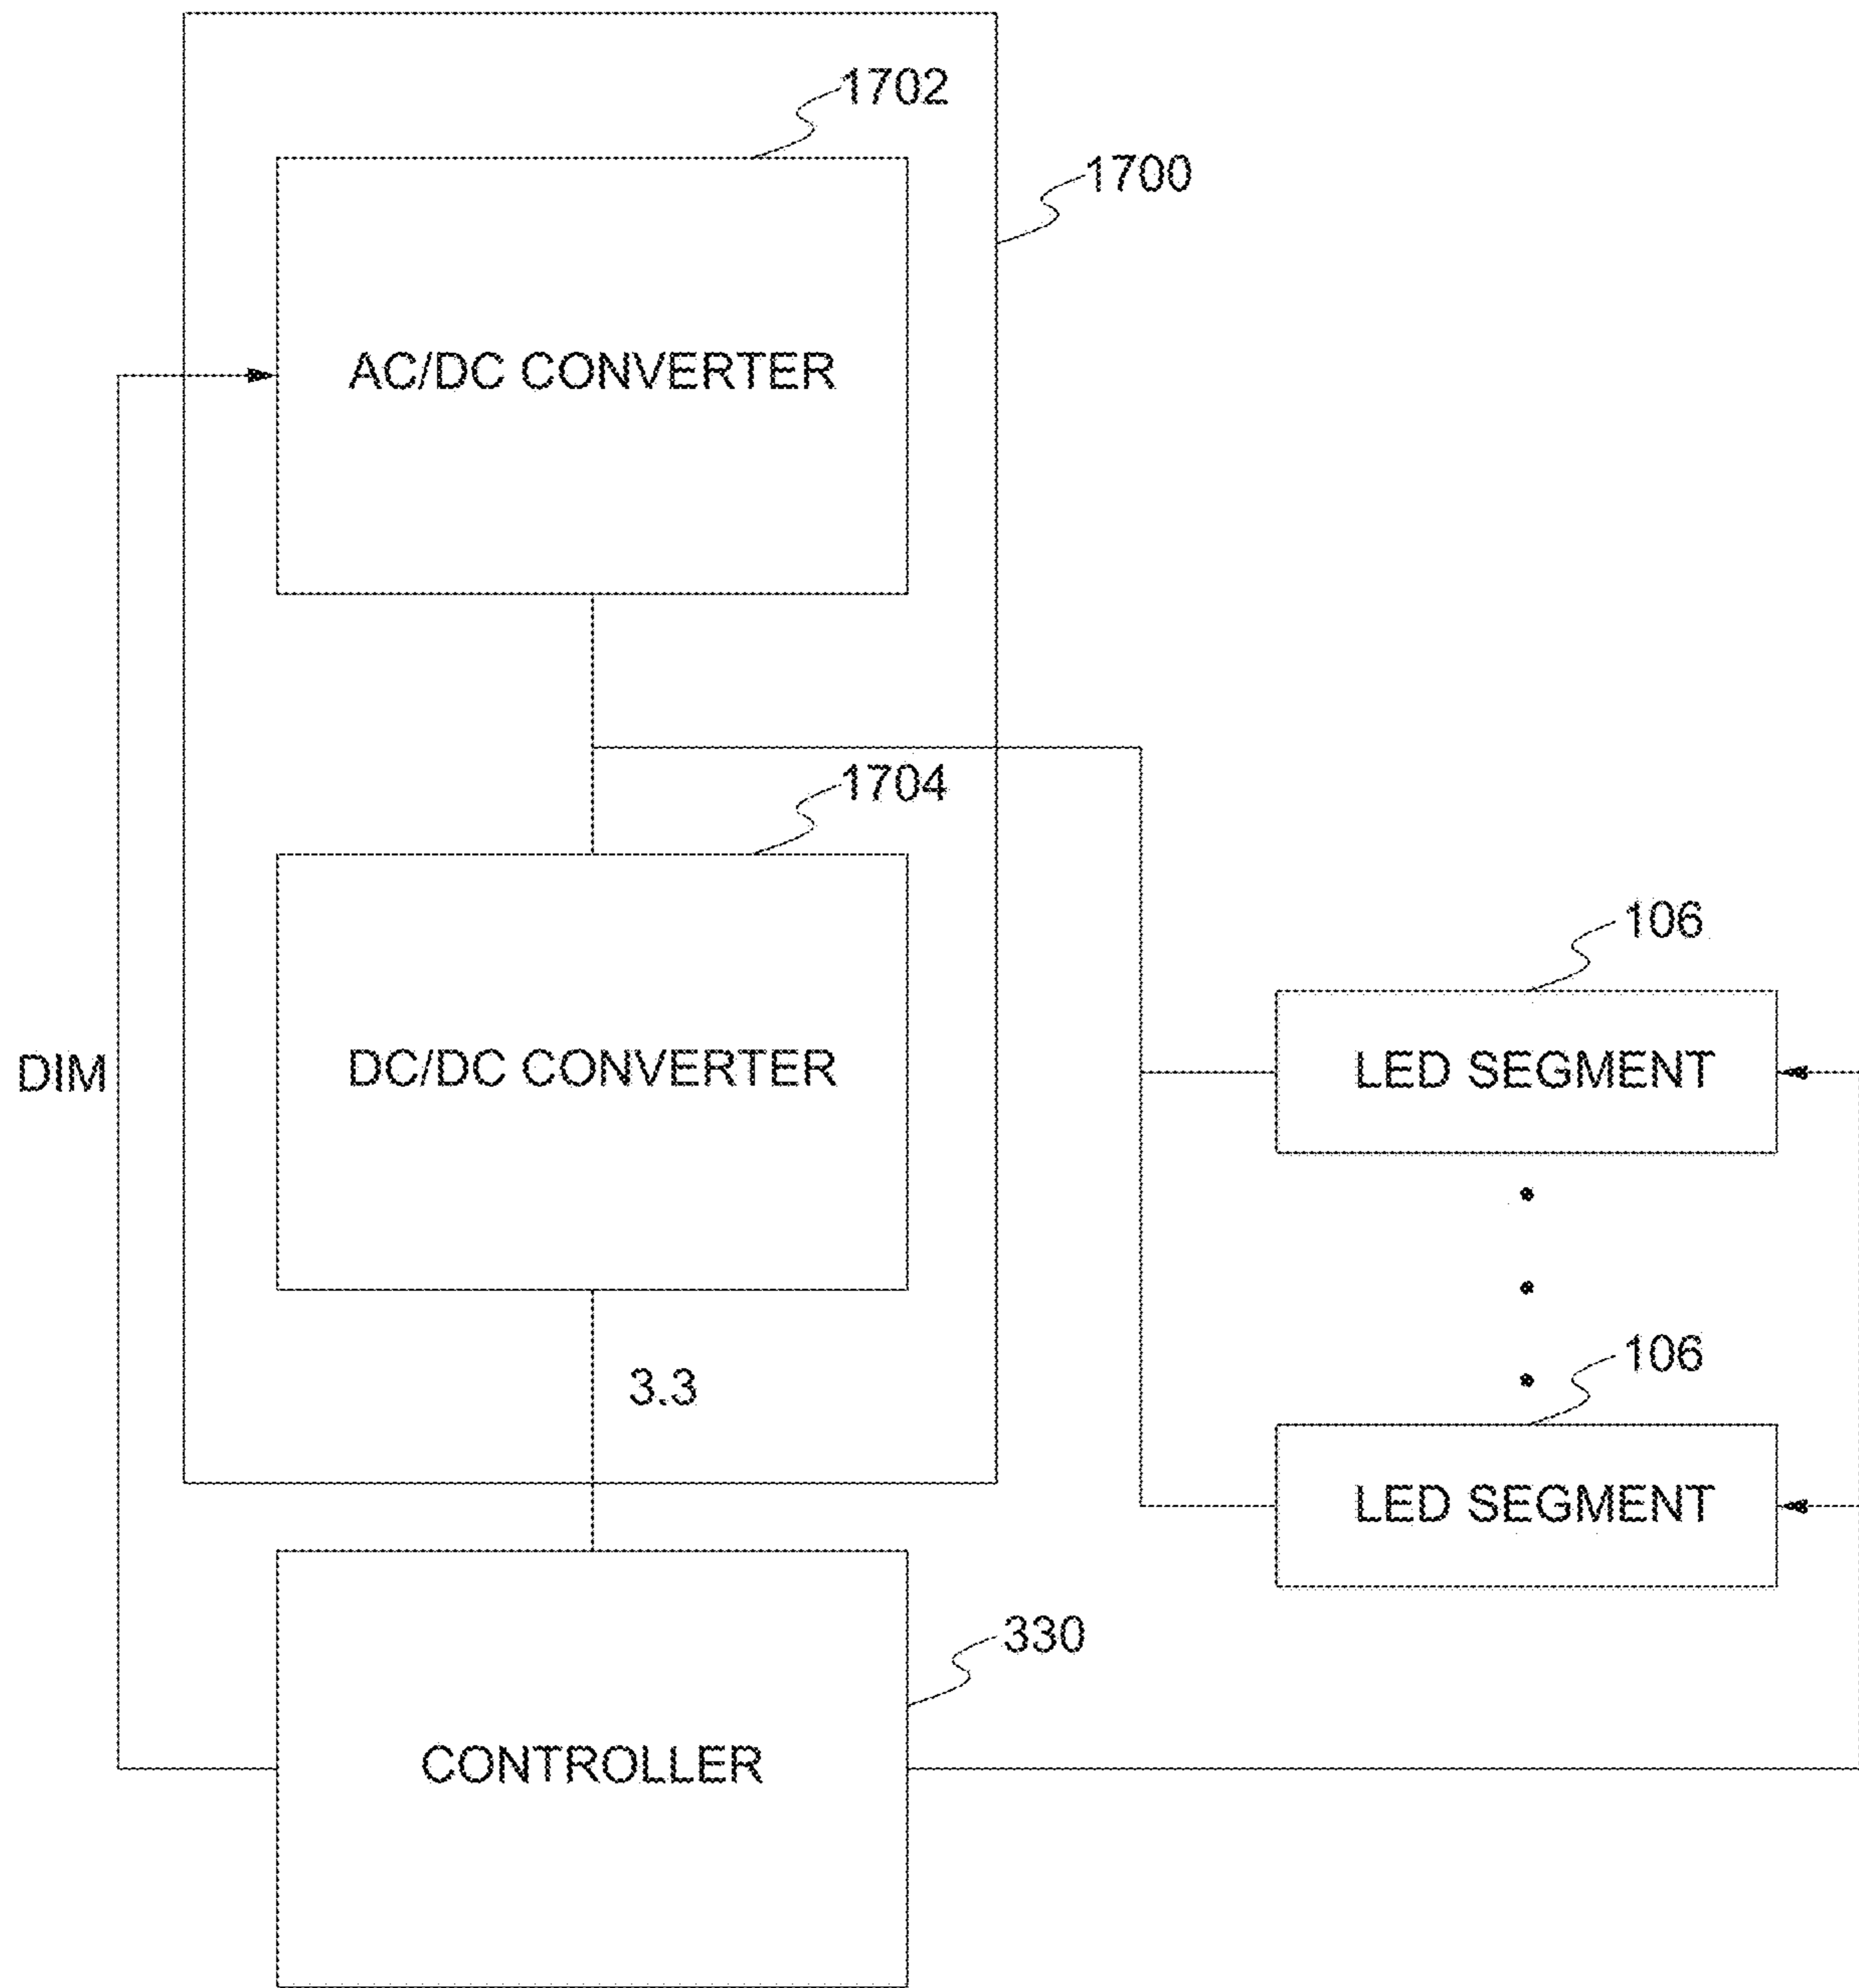 1702
1700
AC/DC CONVERTER
1704
106
DIM
DC/DC CONVERTER
LED SEGMENT
106
3.3
LED SEGMENT
330
CONTROLLER